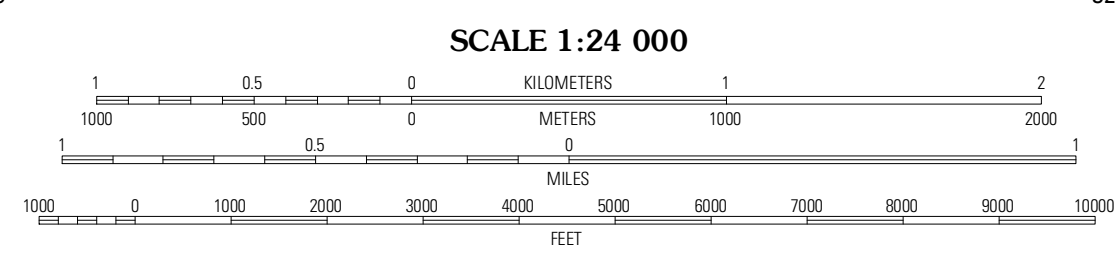 SCALE 1:24 000
1 0.5 0 KILOMETERS 1 2
1000 500 0 METERS 1000 2000
1 0.5 0 1
MILES
1000 0 1000 2000 3000 4000 5000 6000 7000 8000 9000 10000
FEET